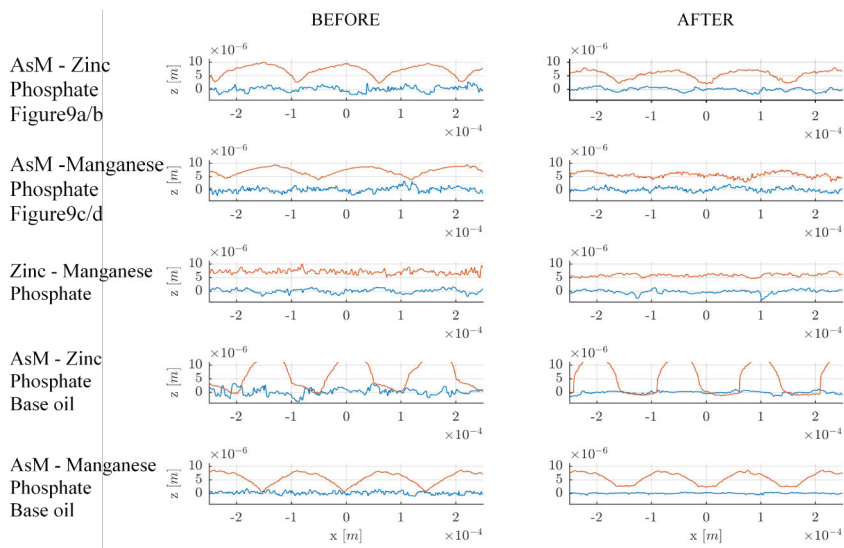 BEFORE
AFTER
AsM - Zinc
Phosphate
Figure9a/b
×10⁻⁶
z [m]
10
5
0
-2 -1 0 1 2
×10⁻⁴
×10⁻⁶
10
5
0
-2 -1 0 1 2
×10⁻⁴
AsM -Manganese
Phosphate
Figure9c/d
×10⁻⁶
z [m]
10
5
0
-2 -1 0 1 2
×10⁻⁴
×10⁻⁶
10
5
0
-2 -1 0 1 2
×10⁻⁴
Zinc - Manganese
Phosphate
×10⁻⁶
z [m]
10
5
0
-2 -1 0 1 2
×10⁻⁴
×10⁻⁶
10
5
0
-2 -1 0 1 2
×10⁻⁴
AsM - Zinc
Phosphate
Base oil
×10⁻⁶
z [m]
10
5
0
-2 -1 0 1 2
×10⁻⁴
×10⁻⁶
10
5
0
-2 -1 0 1 2
×10⁻⁴
AsM - Manganese
Phosphate
Base oil
×10⁻⁶
z [m]
10
5
0
-2 -1 0 1 2
x [m]
×10⁻⁴
×10⁻⁶
10
5
0
-2 -1 0 1 2
x [m]
×10⁻⁴